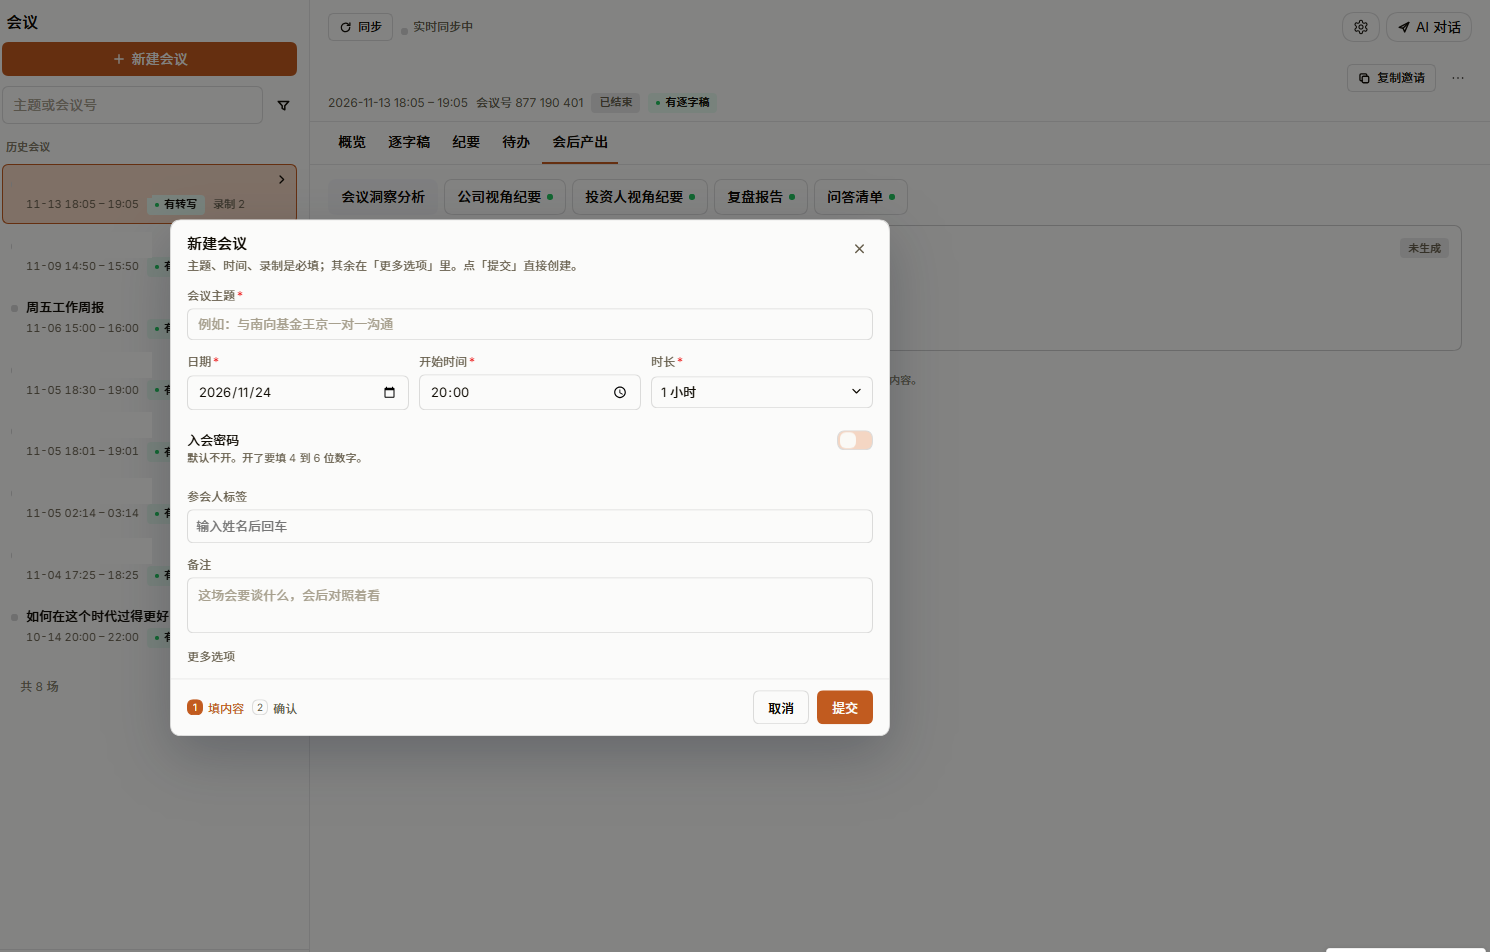 会议
同步
实时同步中
AI 对话
+ 新建会议
复制邀请
...
主题或会议号
2026-11-13 18:05 – 19:05 会议号 877 190 401 已结束 有逐字稿
历史会议
概览 逐字稿 纪要 待办 会后产出
11-13 18:05 – 19:05 有转写 录制 2
会议洞察分析 公司视角纪要 投资人视角纪要 复盘报告 问答清单
未生成
内容。
11-09 14:50 – 15:50
周五工作周报
11-06 15:00 – 16:00
11-05 18:30 – 19:00
11-05 18:01 – 19:01
11-05 02:14 – 03:14
11-04 17:25 – 18:25
如何在这个时代过得更好
10-14 20:00 – 22:00
共 8 场
新建会议
主题、时间、录制是必填；其余在「更多选项」里。点「提交」直接创建。
会议主题*
例如：与南向基金王京一对一沟通
日期* 开始时间* 时长*
2026/11/24 20:00 1 小时
入会密码
默认不开。开了要填 4 到 6 位数字。
参会人标签
输入姓名后回车
备注
这场会要谈什么，会后对照着看
更多选项
1 填内容 2 确认
取消 提交